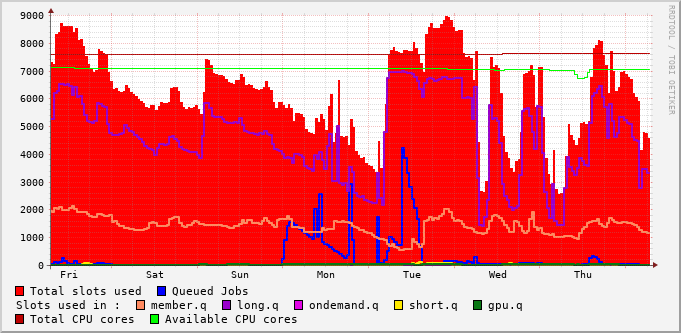 RRDTOOL / TOBI OETIKER
9000
8000
7000
6000
5000
4000
3000
2000
1000
0
Fri Sat Sun Mon Tue Wed Thu
Total slots used Queued Jobs
Slots used in : member.q long.q ondemand.q short.q gpu.q
Total CPU cores Available CPU cores